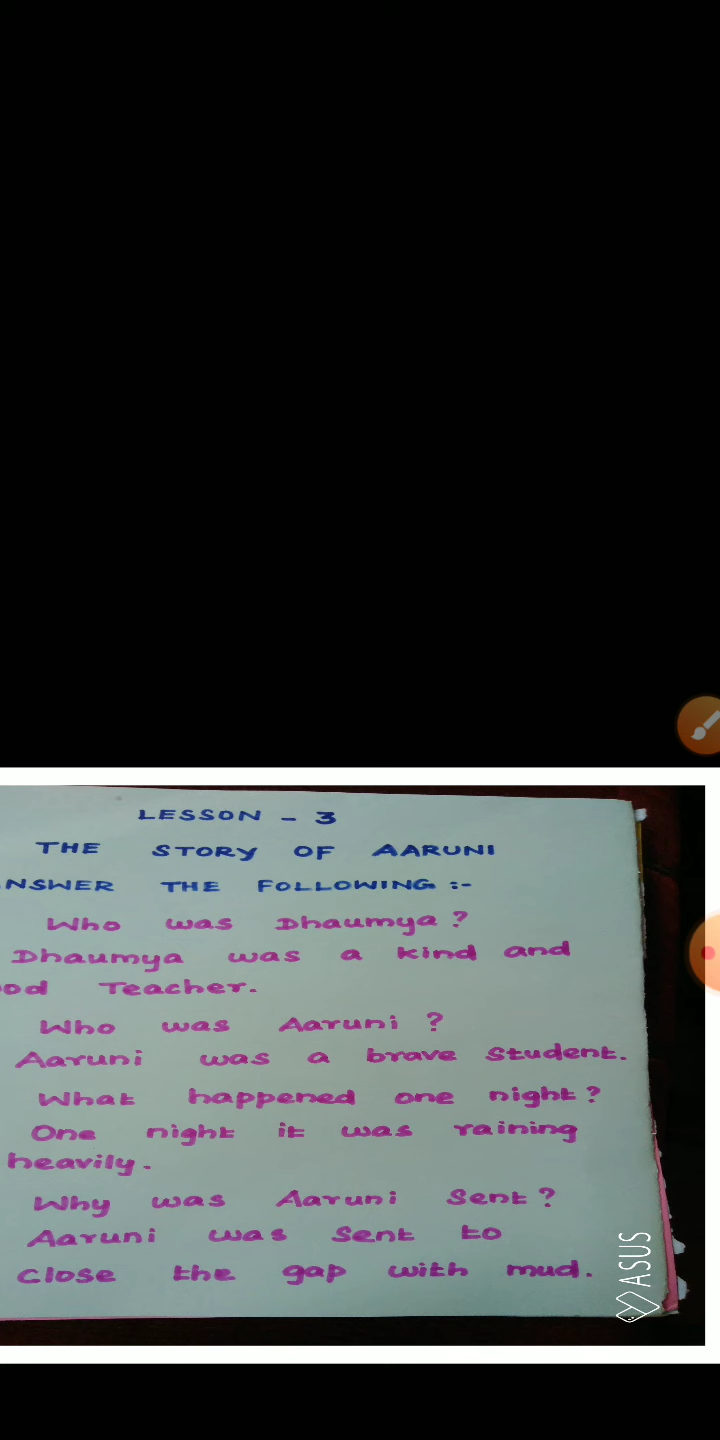 LESSON - 3
THE STORY OF AARUNI
NSWER THE FOLLOWING :-
Who was Dhaumya ?
Dhaumya was a kind and
od Teacher.
Who was Aaruni ?
Aaruni was a brave student.
What happened one night ?
One night it was raining
heavily.
Why was Aaruni sent ?
Aaruni was sent to
close the gap with mud.
ASUS